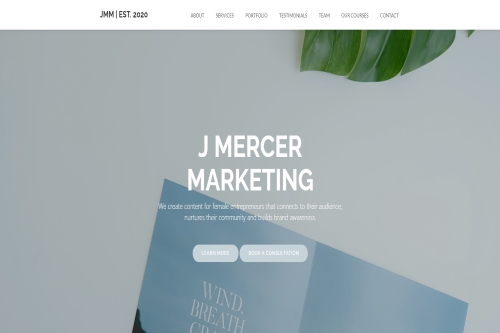 JMM | EST. 2020
ABOUT SERVICES PORTFOLIO TESTIMONIALS TEAM OUR COURSES CONTACT
J MERCER
MARKETING
We create content for female entrepreneurs that connects to their audience,
nurtures their community and builds brand awareness.
LEARN MORE BOOK A CONSULTATION
WIND,
BREATH